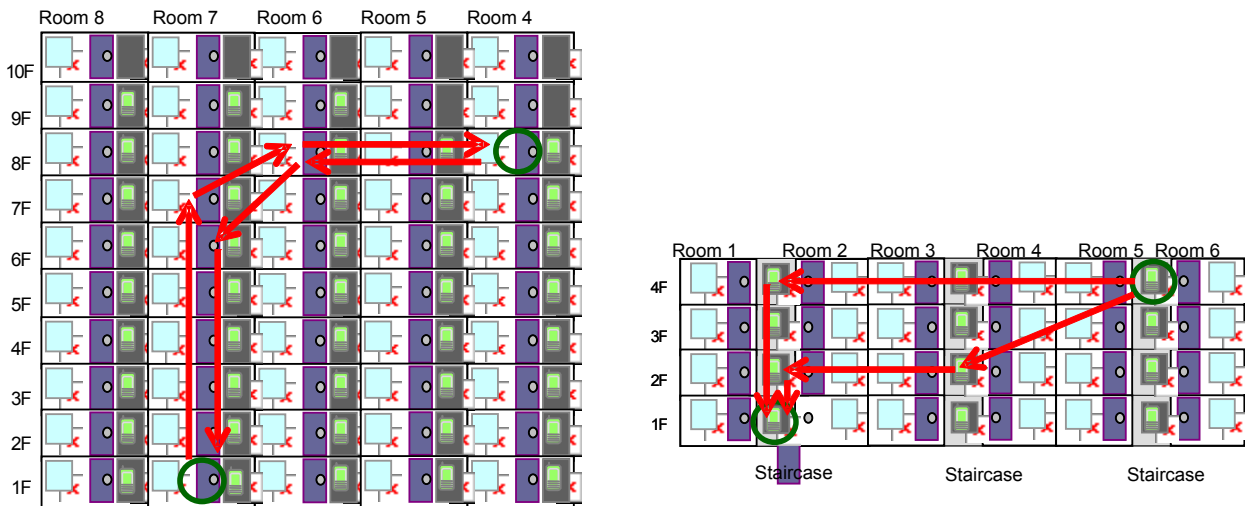 Room 8 Room 7 Room 6 Room 5 Room 4
10F
9F
8F
7F
6F
5F
4F
3F
2F
1F
Room 1 Room 2 Room 3 Room 4 Room 5 Room 6
4F
3F
2F
1F
Staircase Staircase Staircase